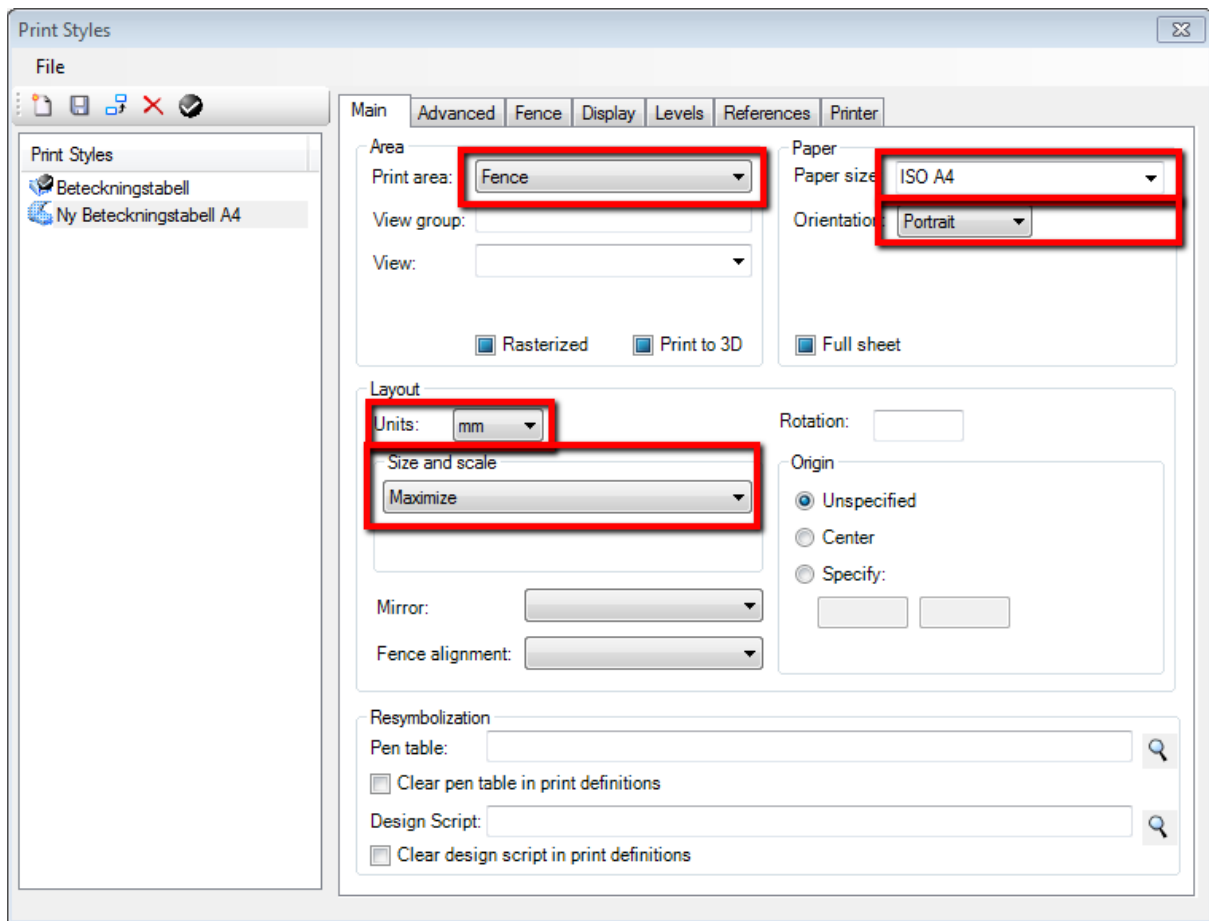 Print Styles
File
Print Styles
Beteckningstabell
Ny Beteckningstabell A4
Main Advanced Fence Display Levels References Printer
Area
Print area: Fence
View group:
View:
Rasterized Print to 3D
Paper
Paper size ISO A4
Orientation: Portrait
Full sheet
Layout
Units: mm
Size and scale
Maximize
Mirror:
Fence alignment:
Rotation:
Origin
Unspecified
Center
Specify:
Resymbolization
Pen table:
Clear pen table in print definitions
Design Script:
Clear design script in print definitions